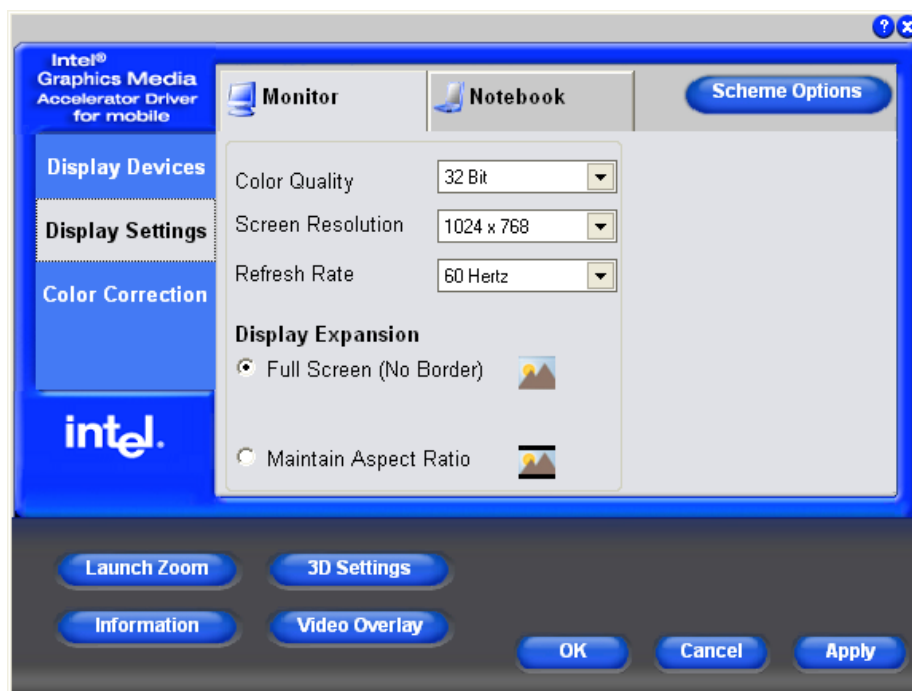 Intel®
Graphics Media
Accelerator Driver
for mobile
Monitor
Notebook
Scheme Options
Display Devices
Display Settings
Color Correction
intel.
Color Quality
32 Bit
Screen Resolution
1024 x 768
Refresh Rate
60 Hertz
Display Expansion
Full Screen (No Border)
Maintain Aspect Ratio
Launch Zoom
3D Settings
Information
Video Overlay
OK
Cancel
Apply